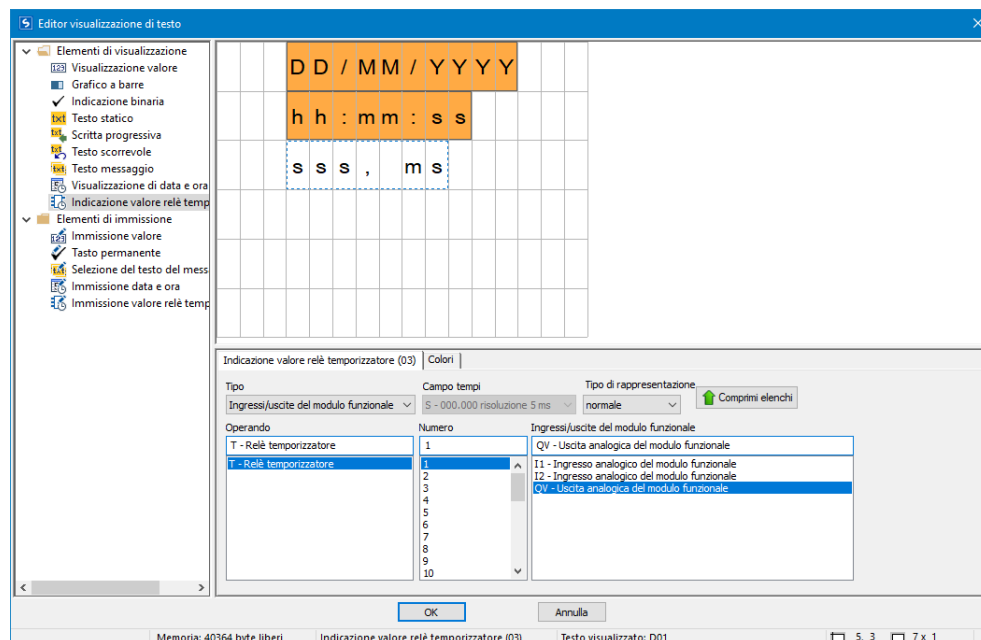 Editor visualizzazione di testo
Elementi di visualizzazione
Visualizzazione valore
Grafico a barre
Indicazione binaria
Testo statico
Scritta progressiva
Testo scorrevole
Testo messaggio
Visualizzazione di data e ora
Indicazione valore relè temp
Elementi di immissione
Immissione valore
Tasto permanente
Selezione del testo del mess
Immissione data e ora
Immissione valore relè temp
DD/MM/YYYY
hh:mm:ss
sss, ms
Indicazione valore relè temporizzatore (03) Colori
Tipo Campo tempi Tipo di rappresentazione
Ingressi/uscite del modulo funzionale S - 000.000 risoluzione 5 ms normale Comprimi elenchi
Operando Numero Ingressi/uscite del modulo funzionale
T - Relè temporizzatore 1 QV - Uscita analogica del modulo funzionale
T - Relè temporizzatore 1 I1 - Ingresso analogico del modulo funzionale
2 I2 - Ingresso analogico del modulo funzionale
3 QV - Uscita analogica del modulo funzionale
4
5
6
7
8
9
10
OK Annulla
Memoria: 40364 byte liberi Indicazione valore relè temporizzatore (03) Testo visualizzato: D01 5, 3 7 x 1